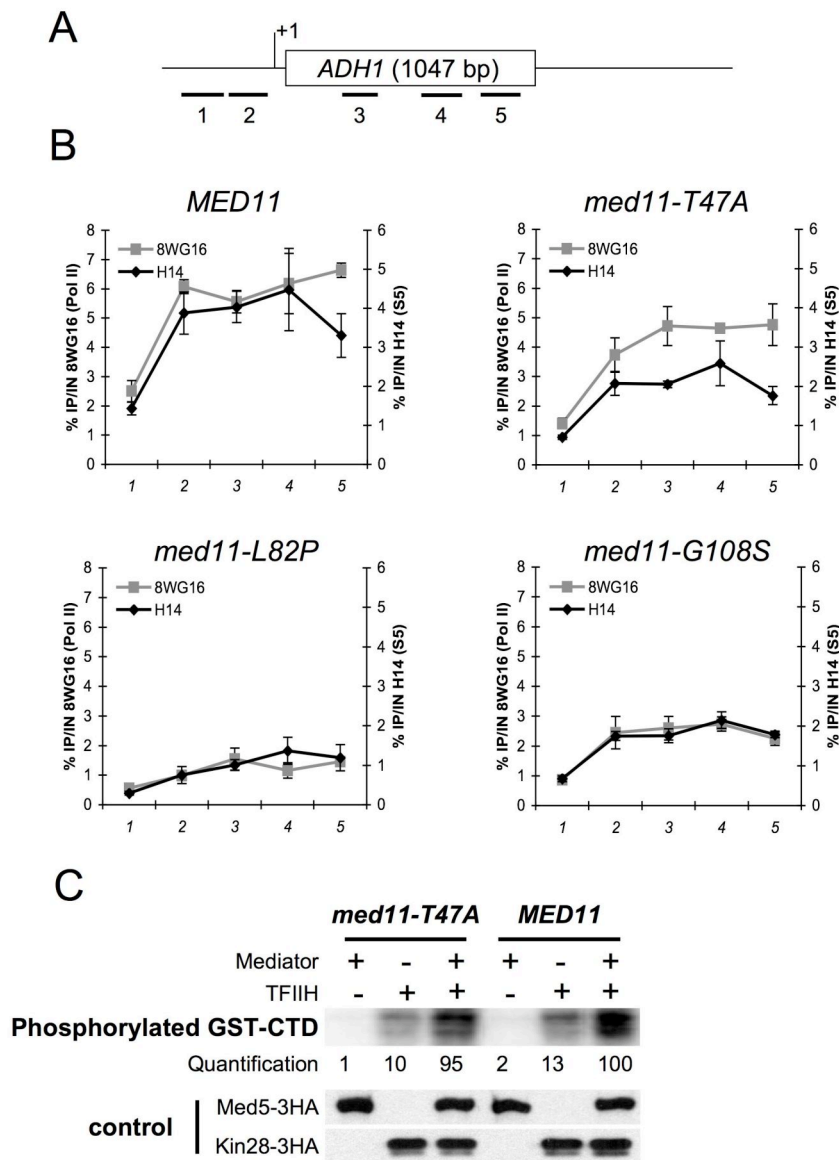 A
+1
ADH1 (1047 bp)
1 2 3 4 5
B
MED11
8WG16
H14
% IP/IN 8WG16 (Pol II)
8
7
6
5
4
3
2
1
0
% IP/IN H14 (S5)
6
5
4
3
2
1
0
1 2 3 4 5
med11-T47A
8WG16
H14
% IP/IN 8WG16 (Pol II)
8
7
6
5
4
3
2
1
0
% IP/IN H14 (S5)
6
5
4
3
2
1
0
1 2 3 4 5
med11-L82P
8WG16
H14
% IP/IN 8WG16 (Pol II)
8
7
6
5
4
3
2
1
0
% IP/IN H14 (S5)
6
5
4
3
2
1
0
1 2 3 4 5
med11-G108S
8WG16
H14
% IP/IN 8WG16 (Pol II)
8
7
6
5
4
3
2
1
0
% IP/IN H14 (S5)
6
5
4
3
2
1
0
1 2 3 4 5
C
med11-T47A MED11
Mediator + - + + - +
TFIIH - + + - + +
Phosphorylated GST-CTD
Quantification 1 10 95 2 13 100
control
Med5-3HA
Kin28-3HA